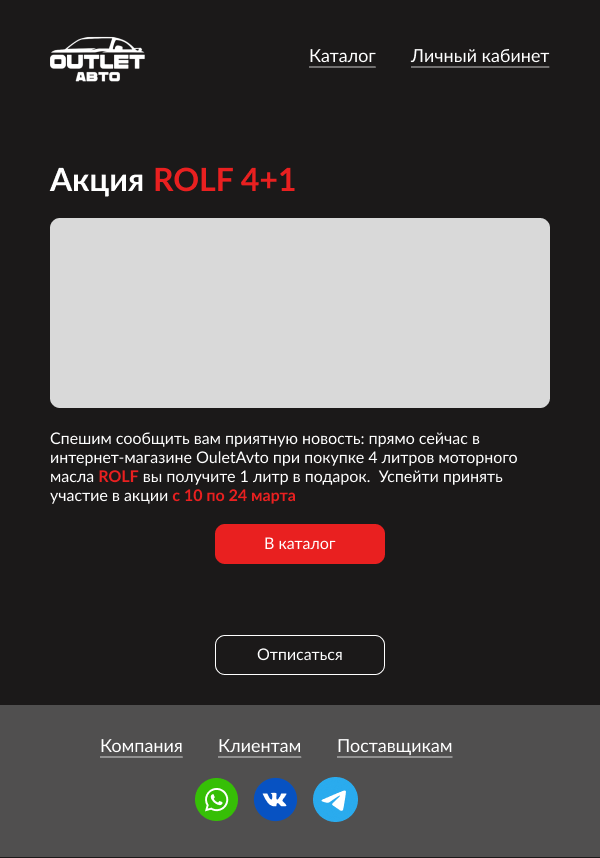 OUTLET
АВТО
Каталог Личный кабинет
Акция ROLF 4+1
Спешим сообщить вам приятную новость: прямо сейчас в
интернет-магазине OuletAvto при покупке 4 литров моторного
масла ROLF вы получите 1 литр в подарок. Успейти принять
участие в акции с 10 по 24 марта
В каталог
Отписаться
Компания Клиентам Поставщикам